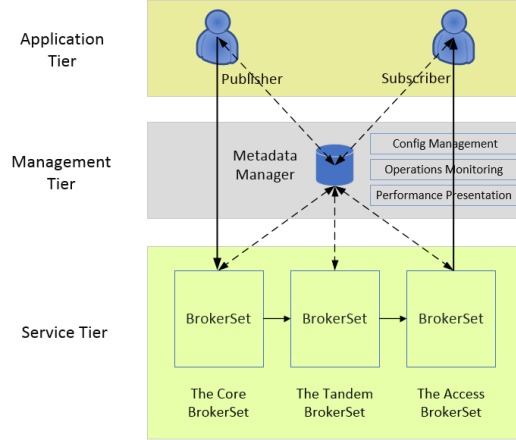 Application
Tier
Publisher
Subscriber
Management
Tier
Metadata
Manager
Config Management
Operations Monitoring
Performance Presentation
Service Tier
BrokerSet
BrokerSet
BrokerSet
The Core
BrokerSet
The Tandem
BrokerSet
The Access
BrokerSet